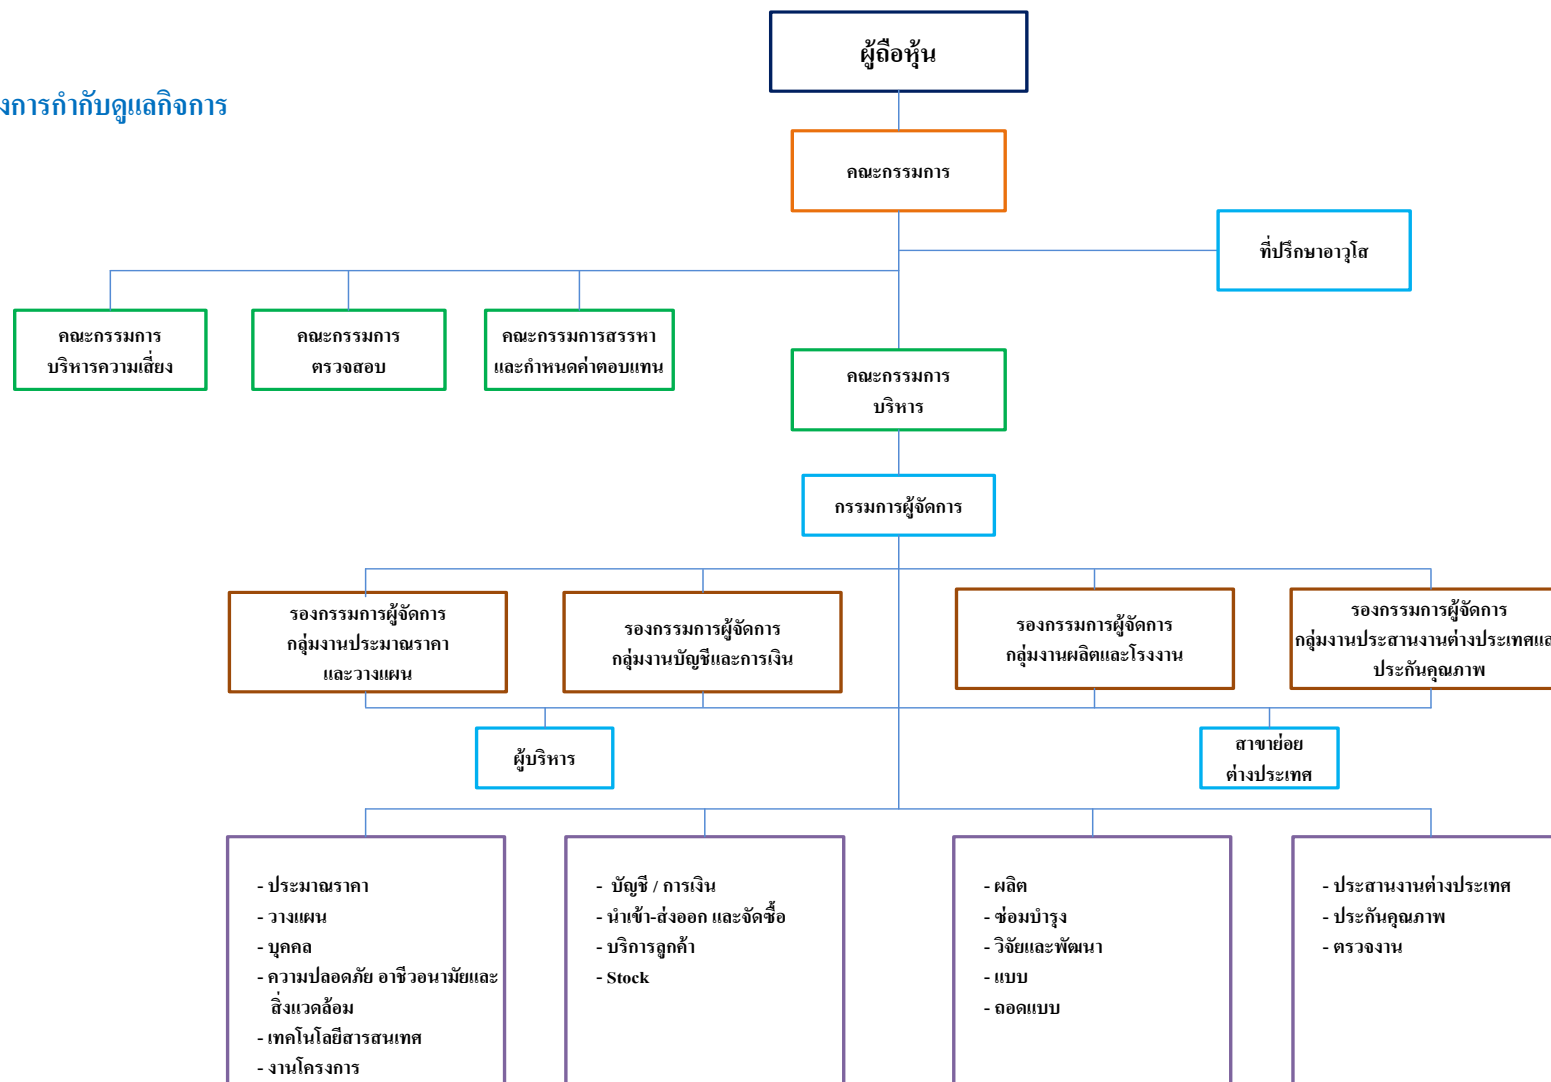 ผู้ถือหุ้น
งการกำกับดูแลกิจการ
คณะกรรมการ
ที่ปรึกษาอาวุโส
คณะกรรมการ
บริหารความเสี่ยง
คณะกรรมการ
ตรวจสอบ
คณะกรรมการสรรหา
และกำหนดค่าตอบแทน
คณะกรรมการ
บริหาร
กรรมการผู้จัดการ
รองกรรมการผู้จัดการ
กลุ่มงานประมาณราคา
และวางแผน
รองกรรมการผู้จัดการ
กลุ่มงานบัญชีและการเงิน
รองกรรมการผู้จัดการ
กลุ่มงานผลิตและโรงงาน
รองกรรมการผู้จัดการ
กลุ่มงานประสานงานต่างประเทศแล
ประกันคุณภาพ
ผู้บริหาร
สาขาย่อย
ต่างประเทศ
- ประมาณราคา
- วางแผน
- บุคคล
- ความปลอดภัย อาชีวอนามัยและ
สิ่งแวดล้อม
- เทคโนโลยีสารสนเทศ
- งานโครงการ
- บัญชี / การเงิน
- นำเข้า-ส่งออก และจัดซื้อ
- บริการลูกค้า
- Stock
- ผลิต
- ซ่อมบำรุง
- วิจัยและพัฒนา
- แบบ
- ถอดแบบ
- ประสานงานต่างประเทศ
- ประกันคุณภาพ
- ตรวจงาน